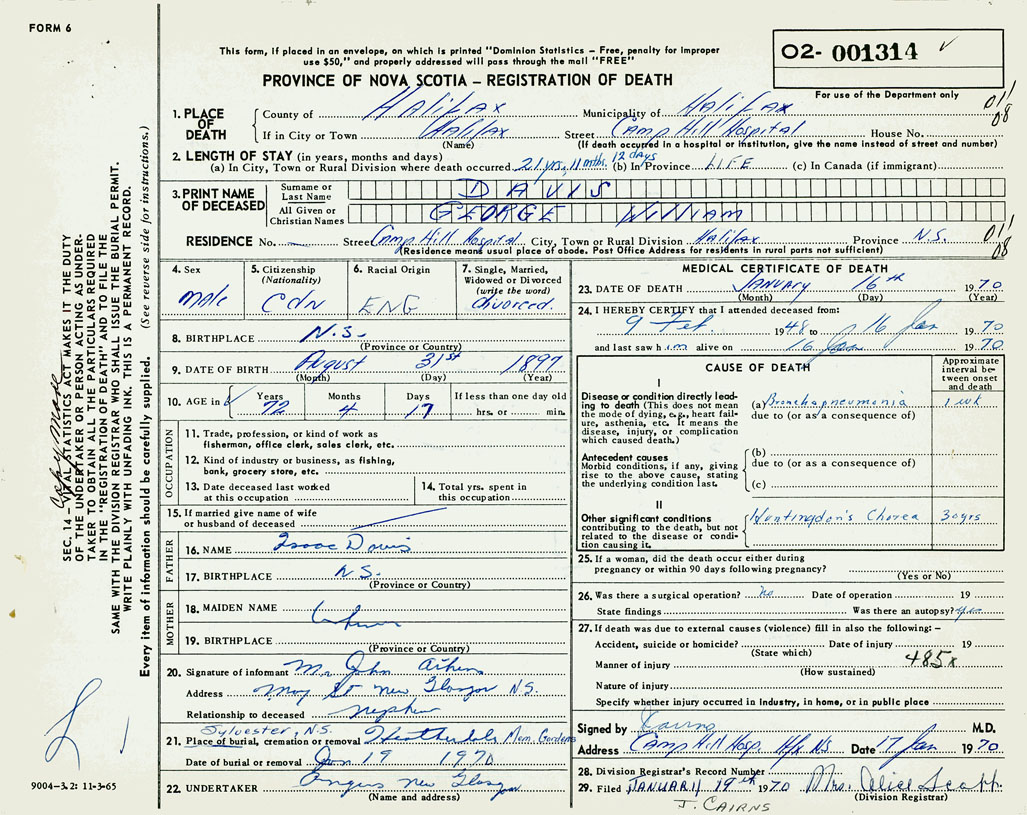 FORM 6
This form, if placed in an envelope, on which is printed "Dominion Statistics – Free, penalty for improper
use $50," and properly addressed will pass through the mail "FREE"
PROVINCE OF NOVA SCOTIA – REGISTRATION OF DEATH
02- 001314 ✓
For use of the Department only
SEC. 14 – VITAL STATISTICS ACT MAKES IT THE DUTY
OF THE UNDERTAKER OR PERSON ACTING AS UNDER-
TAKER TO OBTAIN ALL THE PARTICULARS REQUIRED
IN THE "REGISTRATION OF DEATH" AND TO FILE THE
SAME WITH THE DIVISION REGISTRAR WHO SHALL ISSUE THE BURIAL PERMIT.
WRITE PLAINLY WITH UNFADING INK. THIS IS A PERMANENT RECORD.
Every item of information should be carefully supplied. (See reverse side for instructions.)
1. PLACE OF DEATH County of Halifax Municipality of Halifax 011
If in City or Town Halifax Street Camp Hill Hospital House No. 08
(Name) (If death occurred in a hospital or institution, give the name instead of street and number)
2. LENGTH OF STAY (in years, months and days)
(a) In City, Town or Rural Division where death occurred 21 yrs, 11 mths. 12 days (b) In Province LIFE (c) In Canada (if immigrant)
3. PRINT NAME OF DECEASED Surname or Last Name DAVIS
All Given or Christian Names GEORGE William
RESIDENCE No. – Street Camp Hill Hospital City, Town or Rural Division Halifax Province N.S. 011
(Residence means usual place of abode. Post Office Address for residents in rural parts not sufficient) 08
4. Sex male
5. Citizenship (Nationality) Cdn
6. Racial Origin ENG
7. Single, Married, Widowed or Divorced (write the word) divorced.
8. BIRTHPLACE N.S.
(Province or Country)
9. DATE OF BIRTH August 31st 1897
(Month) (Day) (Year)
10. AGE in Years 72 Months 4 Days 17 If less than one day old hrs. or min.
OCCUPATION
11. Trade, profession, or kind of work as
fisherman, office clerk, sales clerk, etc.
12. Kind of industry or business, as fishing,
bank, grocery store, etc.
13. Date deceased last worked at this occupation
14. Total yrs. spent in this occupation
15. If married give name of wife
or husband of deceased
FATHER
16. NAME Isaac Davis
17. BIRTHPLACE N.S.
(Province or Country)
MOTHER
18. MAIDEN NAME
19. BIRTHPLACE
(Province or Country)
20. Signature of informant Mr John Aikens
Address May St New Glasgow N.S.
Relationship to deceased nephew
Sylvester, N.S.
21. Place of burial, cremation or removal Heatherdale Mem. Gardens
Date of burial or removal Jan 19 1970
22. UNDERTAKER Angus New Glasgow
(Name and address)
9004–3.2: 11-3-65
MEDICAL CERTIFICATE OF DEATH
23. DATE OF DEATH January 16th 1970
(Month) (Day) (Year)
24. I HEREBY CERTIFY that I attended deceased from:
9 Feb. 1948 to 16 Jan 1970
and last saw him alive on 16 Jan 1970
CAUSE OF DEATH
Approximate interval between onset and death
I
Disease or condition directly lead-
ing to death (This does not mean
the mode of dying, e.g., heart fail-
ure, asthenia, etc. It means the
disease, injury, or complication
which caused death.)
(a) Bronchopneumonia 1 wk
due to (or as a consequence of)
Antecedent causes
Morbid conditions, if any, giving
rise to the above cause, stating
the underlying condition last.
(b)
due to (or as a consequence of)
(c)
II
Other significant conditions
contributing to the death, but not
related to the disease or condi-
tion causing it.
Huntingdon's Chorea 30 yrs
25. If a woman, did the death occur either during
pregnancy or within 90 days following pregnancy?
(Yes or No)
26. Was there a surgical operation? no Date of operation 19
State findings Was there an autopsy? yes
27. If death was due to external causes (violence) fill in also the following: –
Accident, suicide or homicide? Date of injury 19
(State which)
Manner of injury 485x
(How sustained)
Nature of injury
Specify whether injury occurred in industry, in home, or in public place
Signed by Cairns M.D.
Address Camp Hill Hosp. Hfx N.S. Date 17 Jan 1970
28. Division Registrar's Record Number
29. Filed JANUARY 19th 1970 Mrs. Alice Scapp.
(Division Registrar)
J. CAIRNS